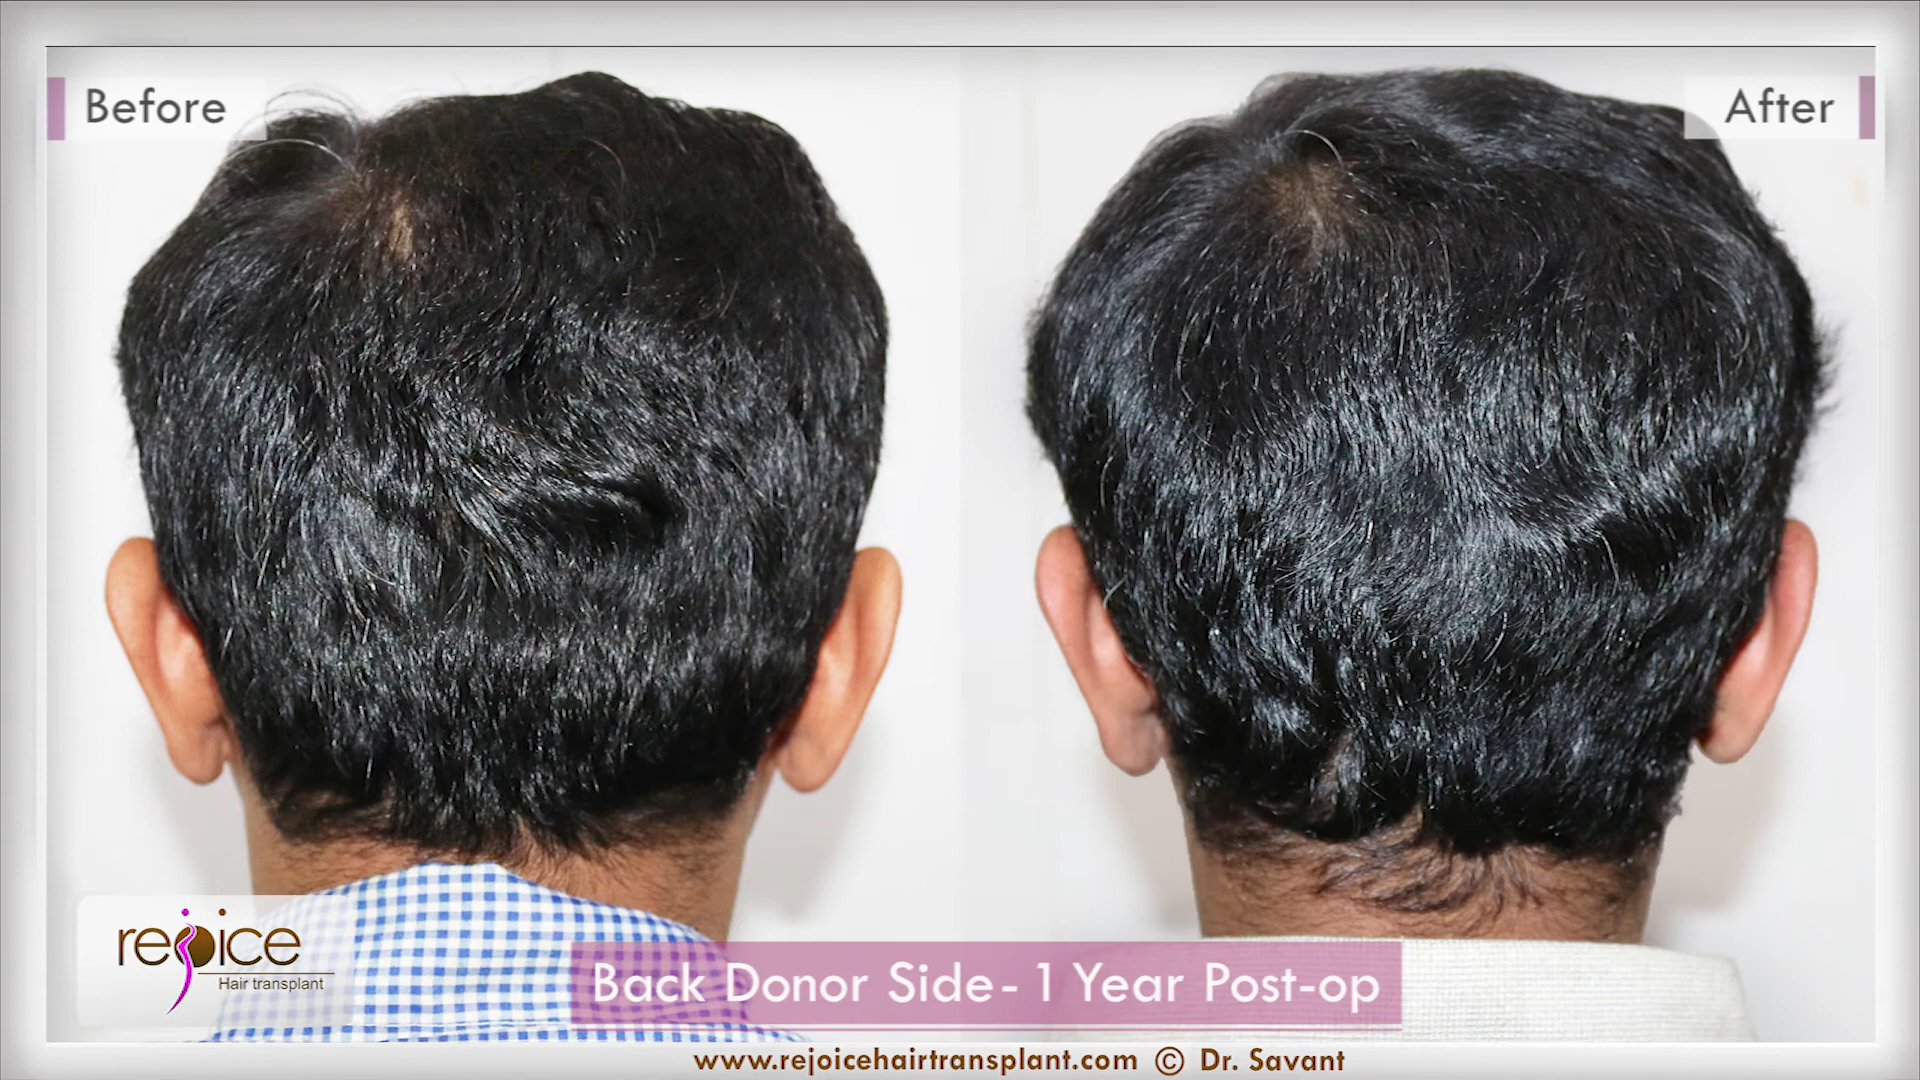 Before
After
rejoice
Hair transplant
Back Donor Side - 1 Year Post-op
www.rejoicehairtransplant.com © Dr. Savant